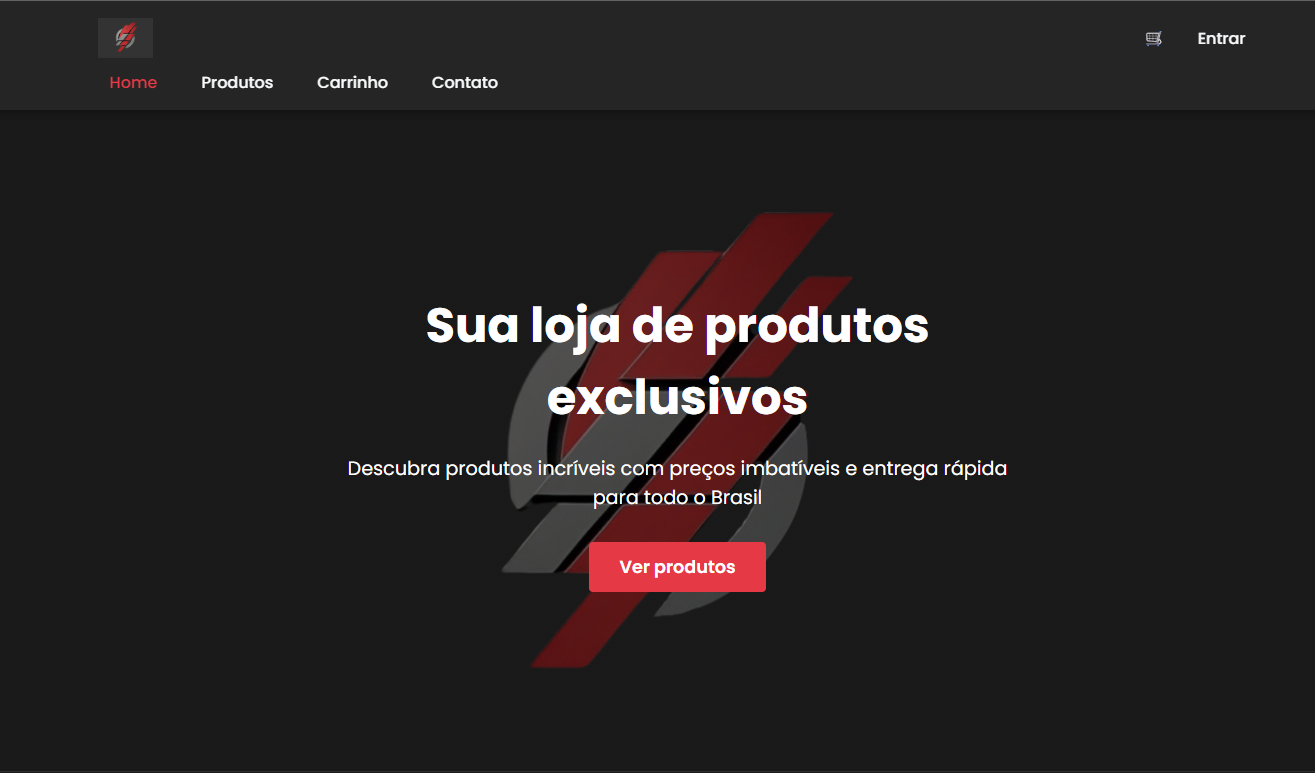 Entrar
Home Produtos Carrinho Contato
Sua loja de produtos
exclusivos
Descubra produtos incríveis com preços imbatíveis e entrega rápida
para todo o Brasil
Ver produtos